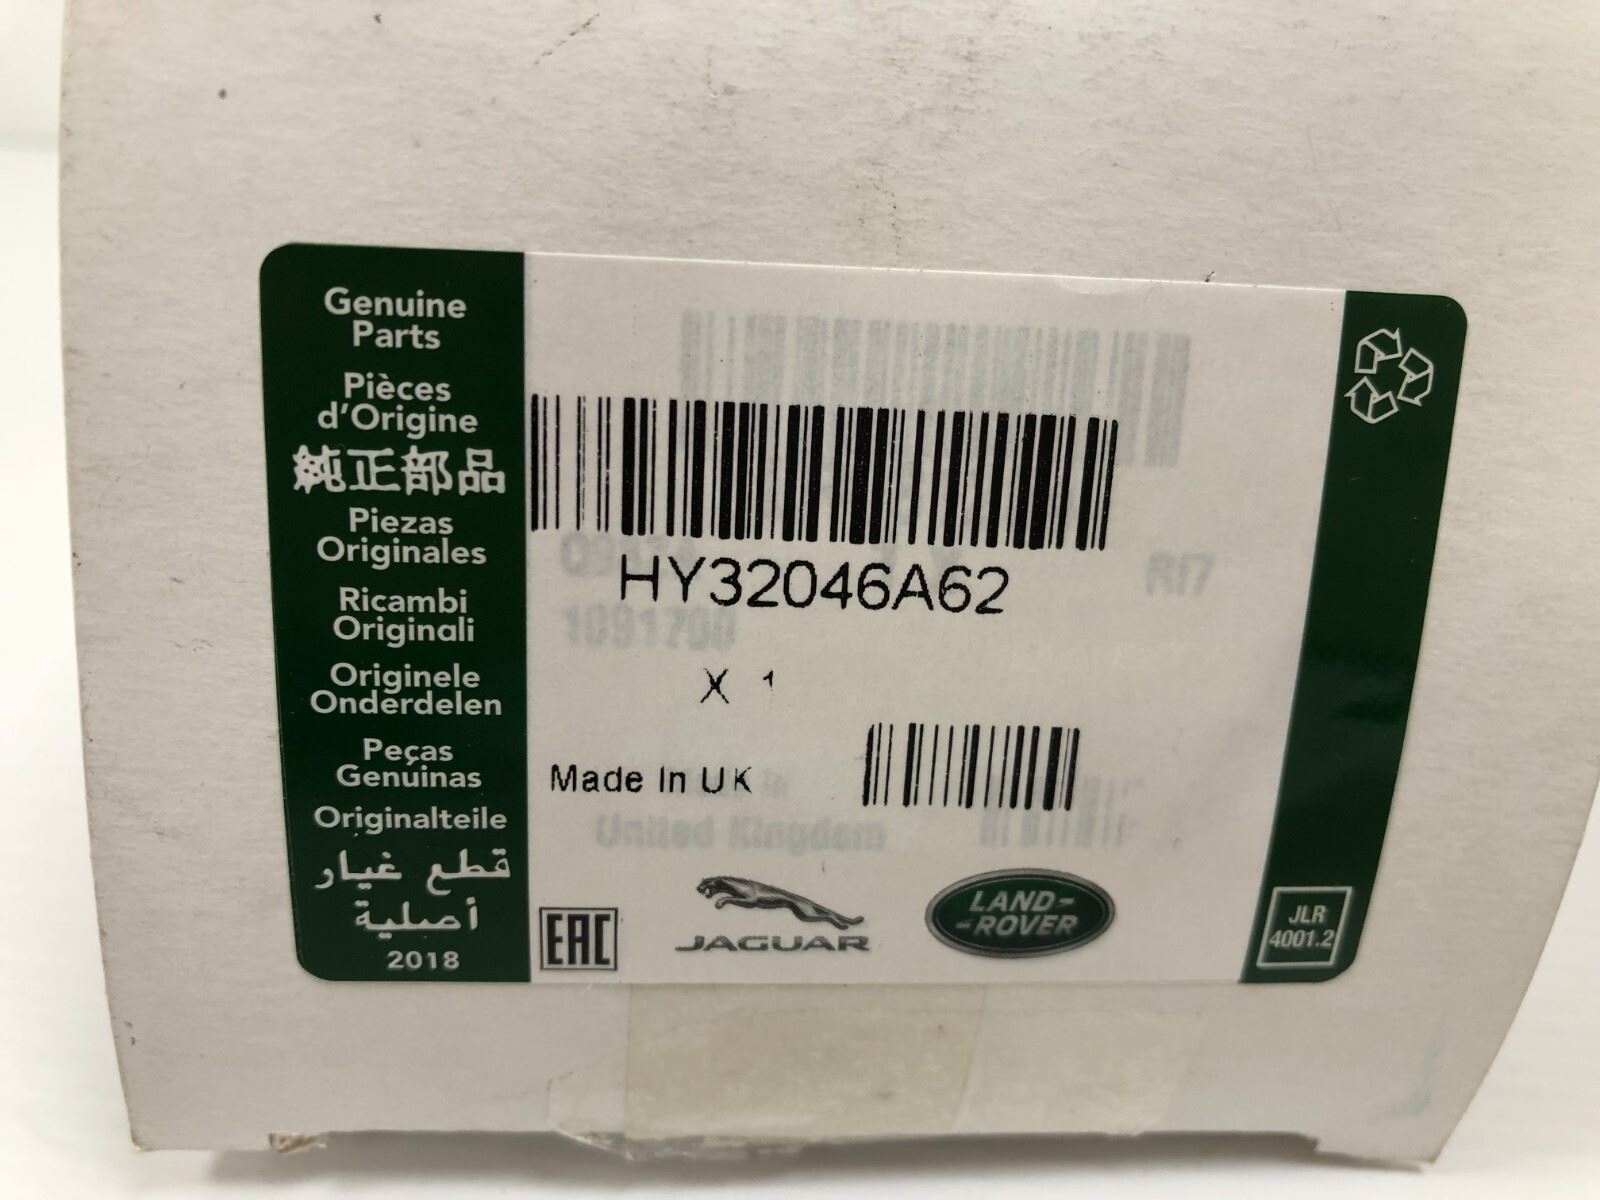 Genuine
Parts
Pièces
d'Origine
純正部品
Piezas
Originales
Ricambi
Originali
Originele
Onderdelen
Peças
Genuinas
Originalteile
قطع غيار
أصلية
2018
HY32046A62
RI7
X 1
Made In UK
United Kingdom
EAC
JAGUAR
LAND-
-ROVER
JLR
4001.2